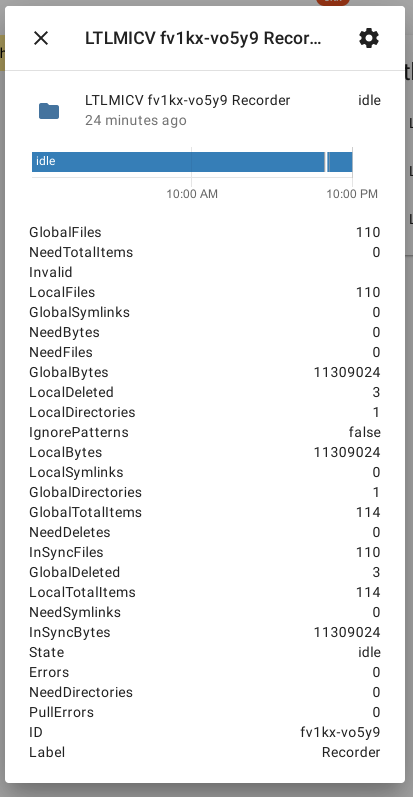 LTLMICV fv1kx-vo5y9 Recor...
LTLMICV fv1kx-vo5y9 Recorder idle
24 minutes ago
idle
10:00 AM 10:00 PM
GlobalFiles 110
NeedTotalItems 0
Invalid
LocalFiles 110
GlobalSymlinks 0
NeedBytes 0
NeedFiles 0
GlobalBytes 11309024
LocalDeleted 3
LocalDirectories 1
IgnorePatterns false
LocalBytes 11309024
LocalSymlinks 0
GlobalDirectories 1
GlobalTotalItems 114
NeedDeletes 0
InSyncFiles 110
GlobalDeleted 3
LocalTotalItems 114
NeedSymlinks 0
InSyncBytes 11309024
State idle
Errors 0
NeedDirectories 0
PullErrors 0
ID fv1kx-vo5y9
Label Recorder